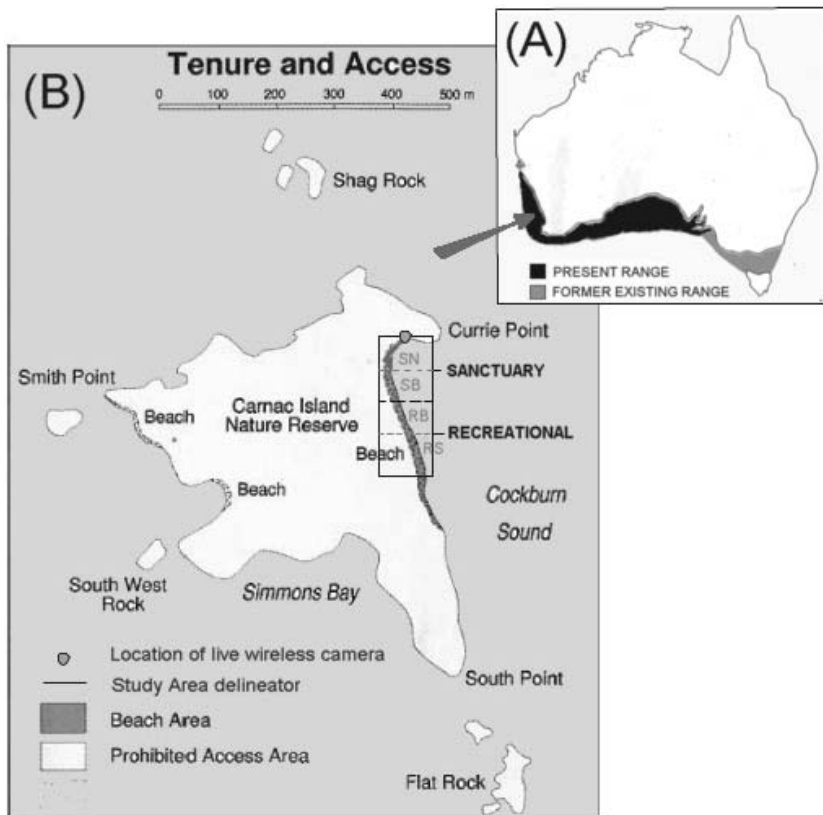 (B)
Tenure and Access
0 100 200 300 400 500 m
Shag Rock
(A)
PRESENT RANGE
FORMER EXISTING RANGE
Currie Point
SN
SANCTUARY
SB
Smith Point
Beach
Carnac Island
Nature Reserve
RB
RECREATIONAL
Beach
RS
Beach
Cockburn
Sound
South West
Rock
Simmons Bay
South Point
Location of live wireless camera
Study Area delineator
Beach Area
Prohibited Access Area
Flat Rock